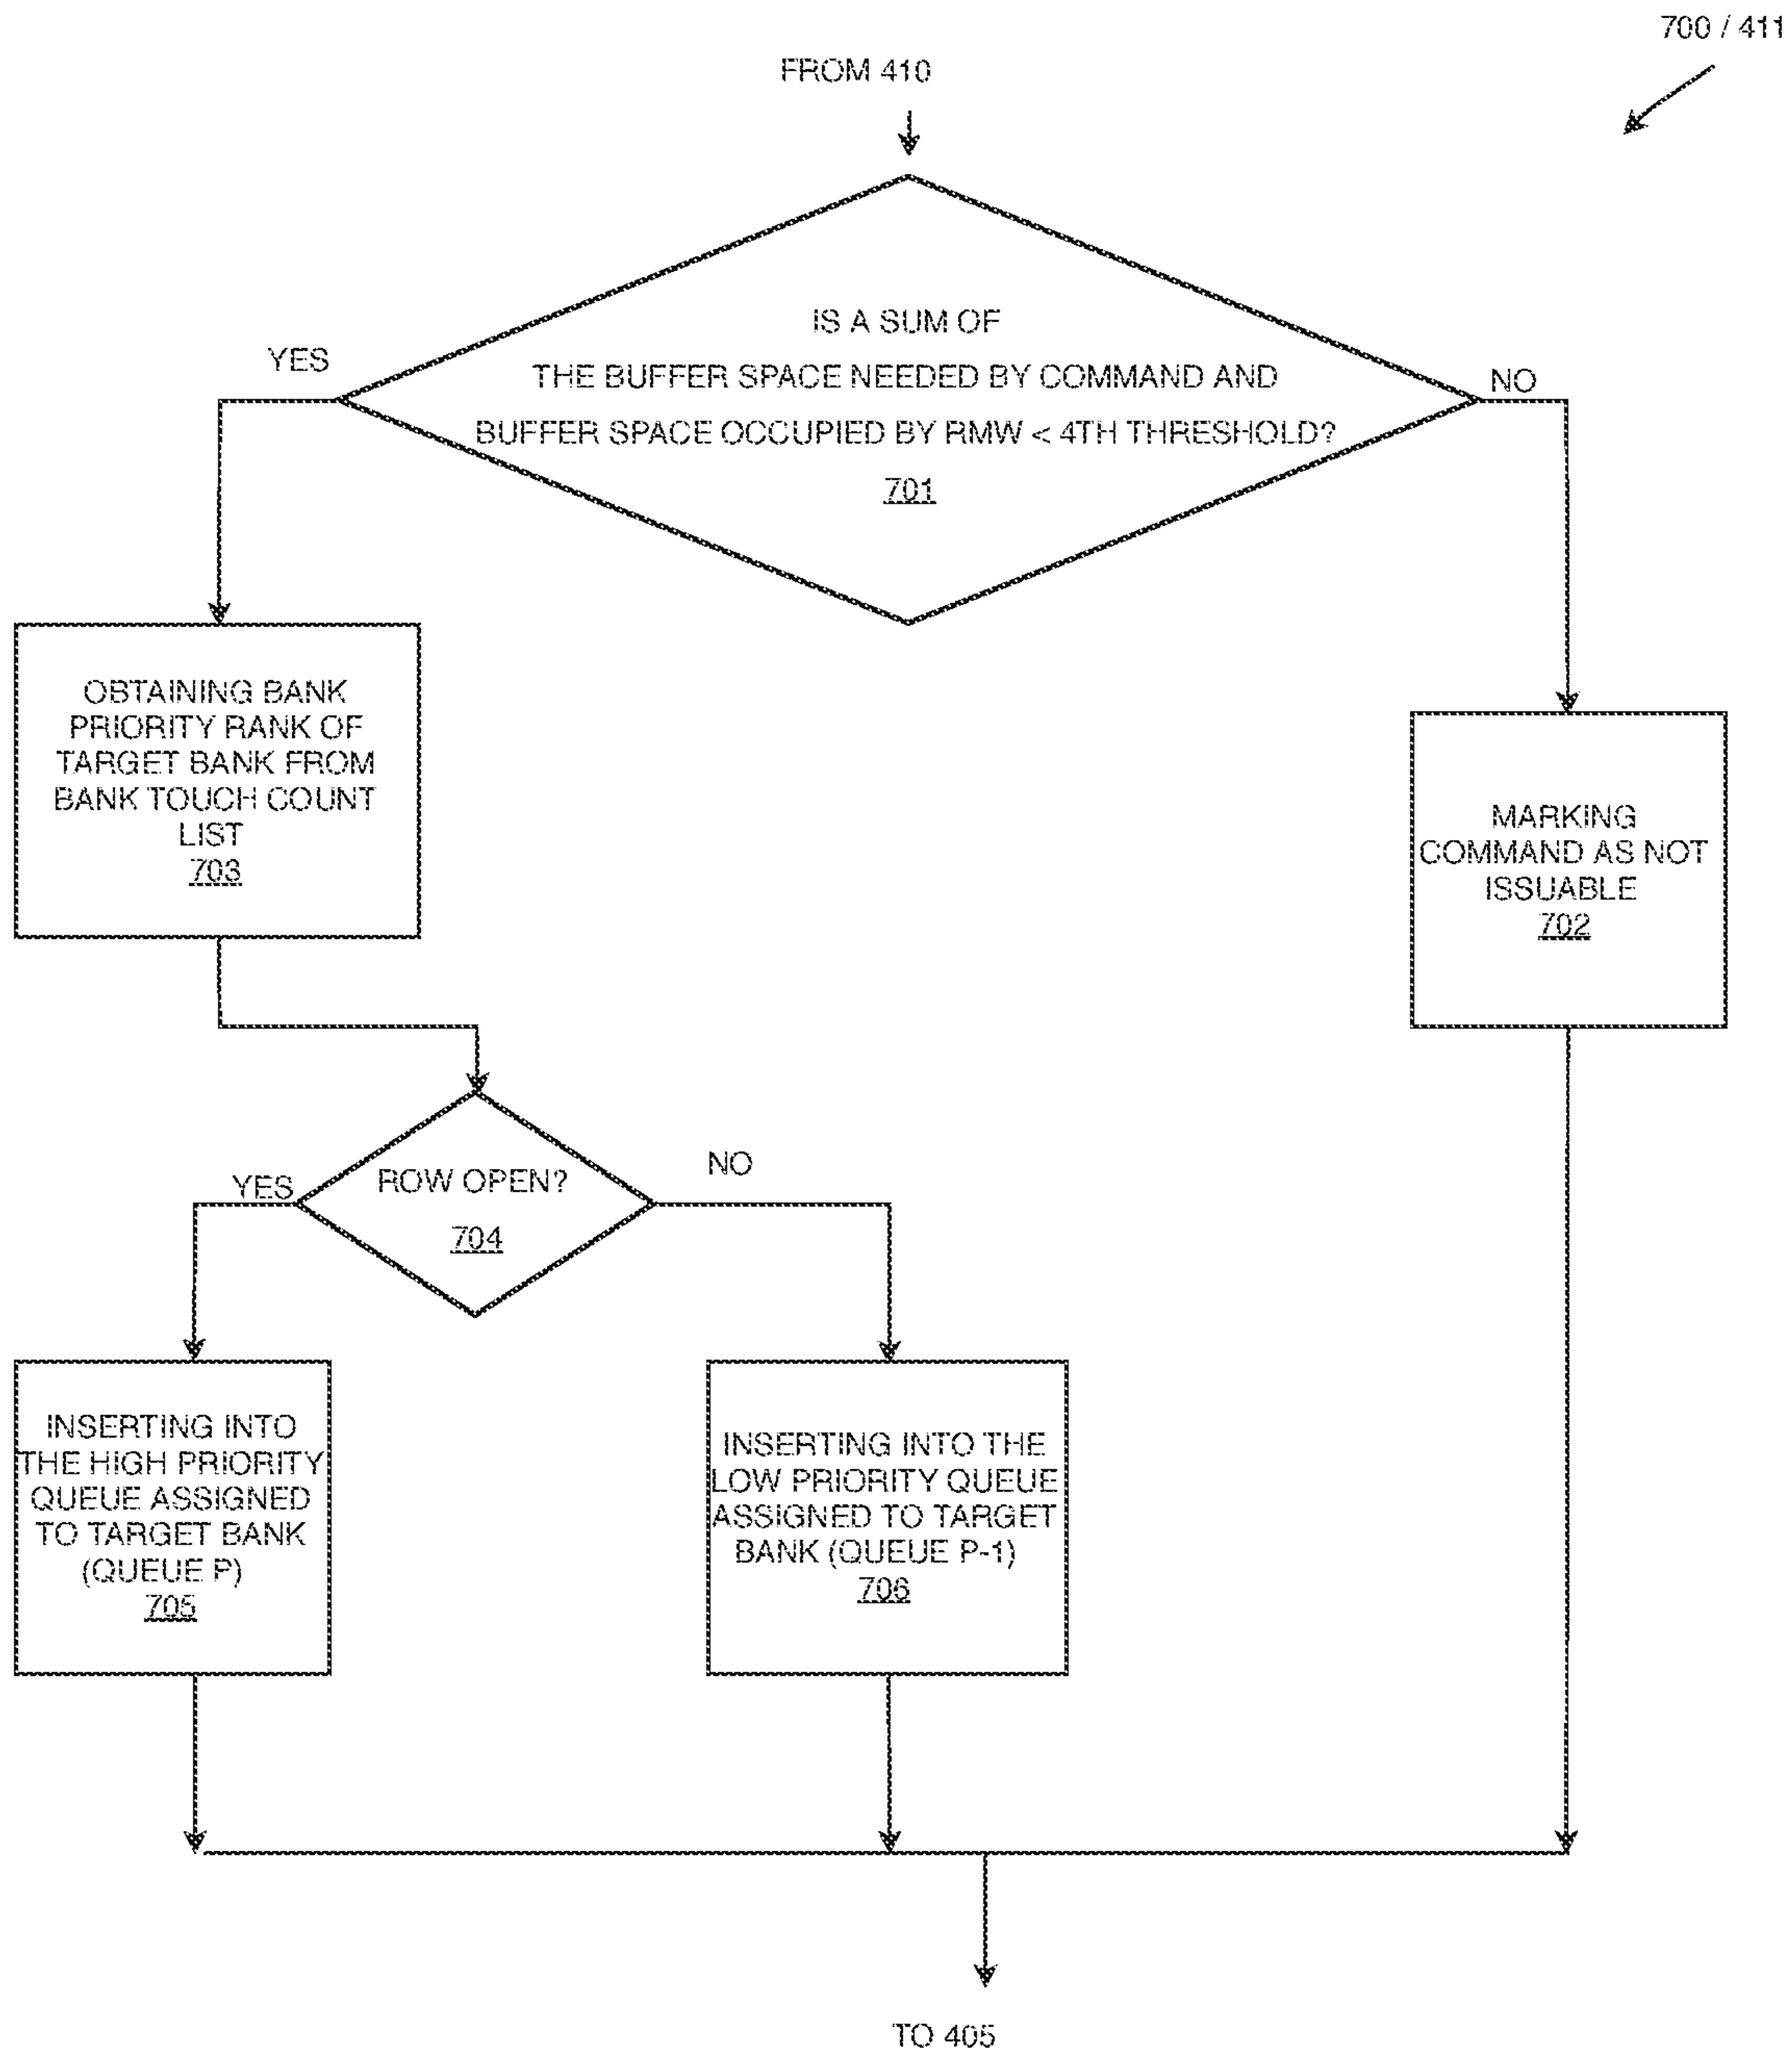 700 / 411
FROM 410
IS A SUM OF
THE BUFFER SPACE NEEDED BY COMMAND AND
BUFFER SPACE OCCUPIED BY RMW < 4TH THRESHOLD?
701
YES
NO
OBTAINING BANK
PRIORITY RANK OF
TARGET BANK FROM
BANK TOUCH COUNT
LIST
703
MARKING
COMMAND AS NOT
ISSUABLE
702
ROW OPEN?
704
YES
NO
INSERTING INTO
THE HIGH PRIORITY
QUEUE ASSIGNED
TO TARGET BANK
(QUEUE P)
705
INSERTING INTO THE
LOW PRIORITY QUEUE
ASSIGNED TO TARGET
BANK (QUEUE P-1)
706
TO 405